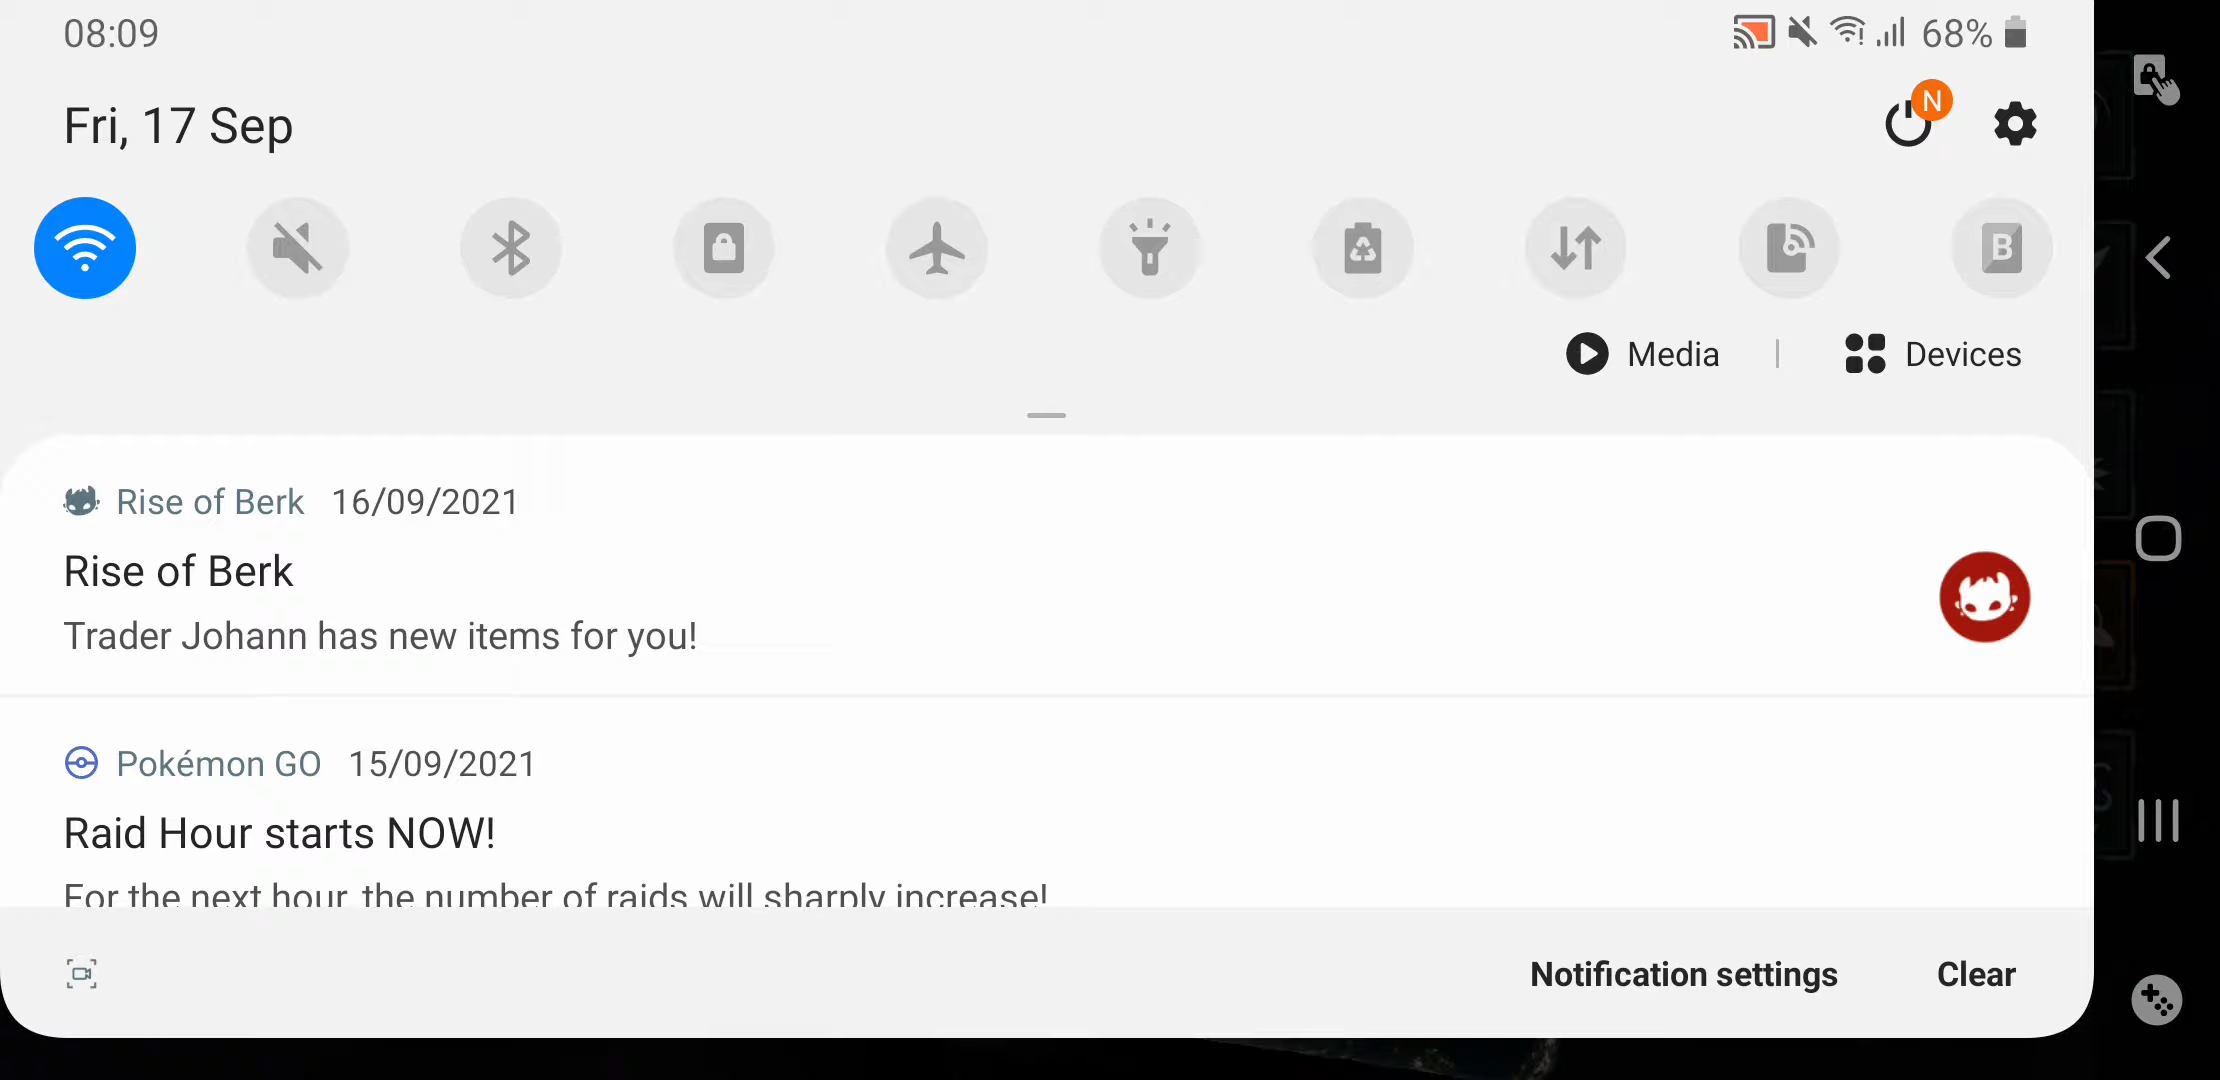 08:09
68%
Fri, 17 Sep
N
B
Media | Devices
Rise of Berk 16/09/2021
Rise of Berk
Trader Johann has new items for you!
Pokémon GO 15/09/2021
Raid Hour starts NOW!
For the next hour, the number of raids will sharply increase!
Notification settings Clear